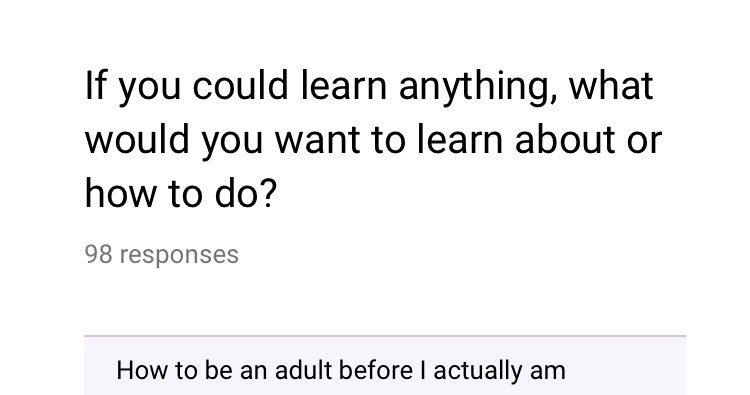 If you could learn anything, what
would you want to learn about or
how to do?
98 responses
How to be an adult before I actually am